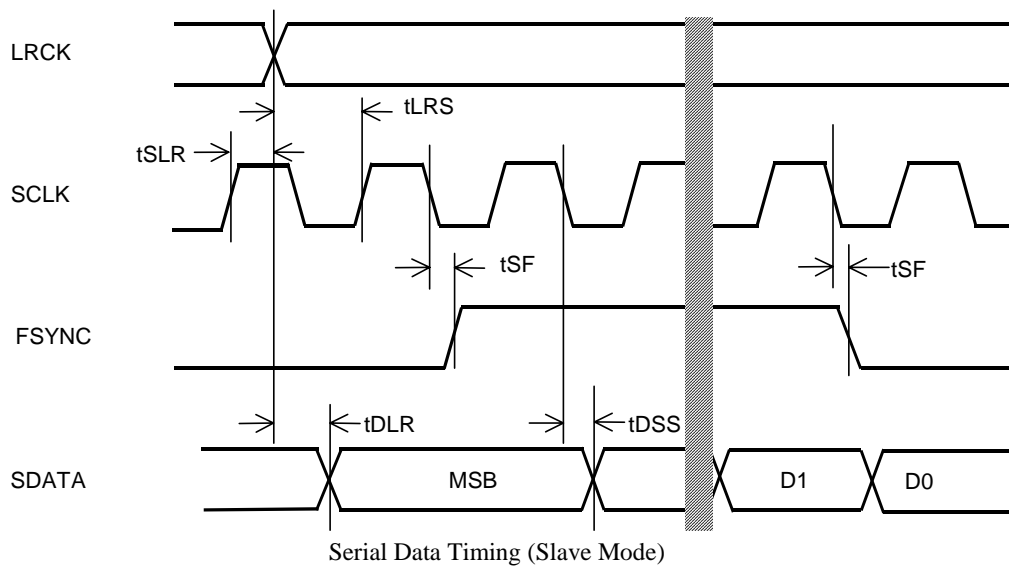 LRCK
tLRS
tSLR
SCLK
tSF
tSF
FSYNC
tDLR
tDSS
SDATA
MSB
D1
D0
Serial Data Timing (Slave Mode)